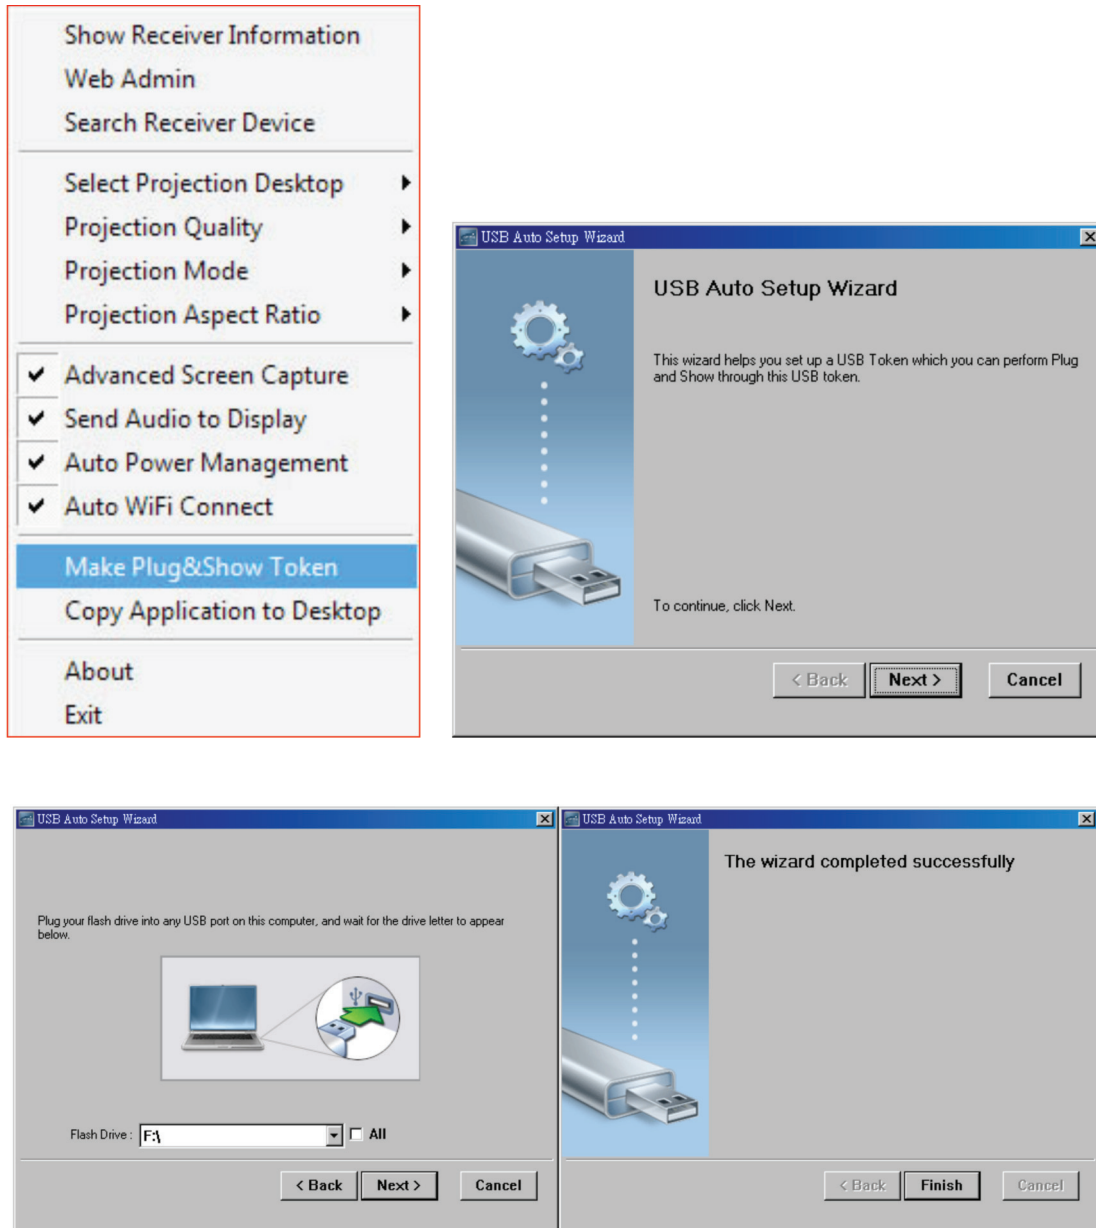 Show Receiver Information
Web Admin
Search Receiver Device
Select Projection Desktop
Projection Quality
Projection Mode
Projection Aspect Ratio
Advanced Screen Capture
Send Audio to Display
Auto Power Management
Auto WiFi Connect
Make Plug&Show Token
Copy Application to Desktop
About
Exit
USB Auto Setup Wizard
USB Auto Setup Wizard
This wizard helps you set up a USB Token which you can perform Plug
and Show through this USB token.
To continue, click Next.
< Back Next > Cancel
USB Auto Setup Wizard
Plug your flash drive into any USB port on this computer, and wait for the drive letter to appear
below.
Flash Drive : F:\ All
< Back Next > Cancel
USB Auto Setup Wizard
The wizard completed successfully
< Back Finish Cancel